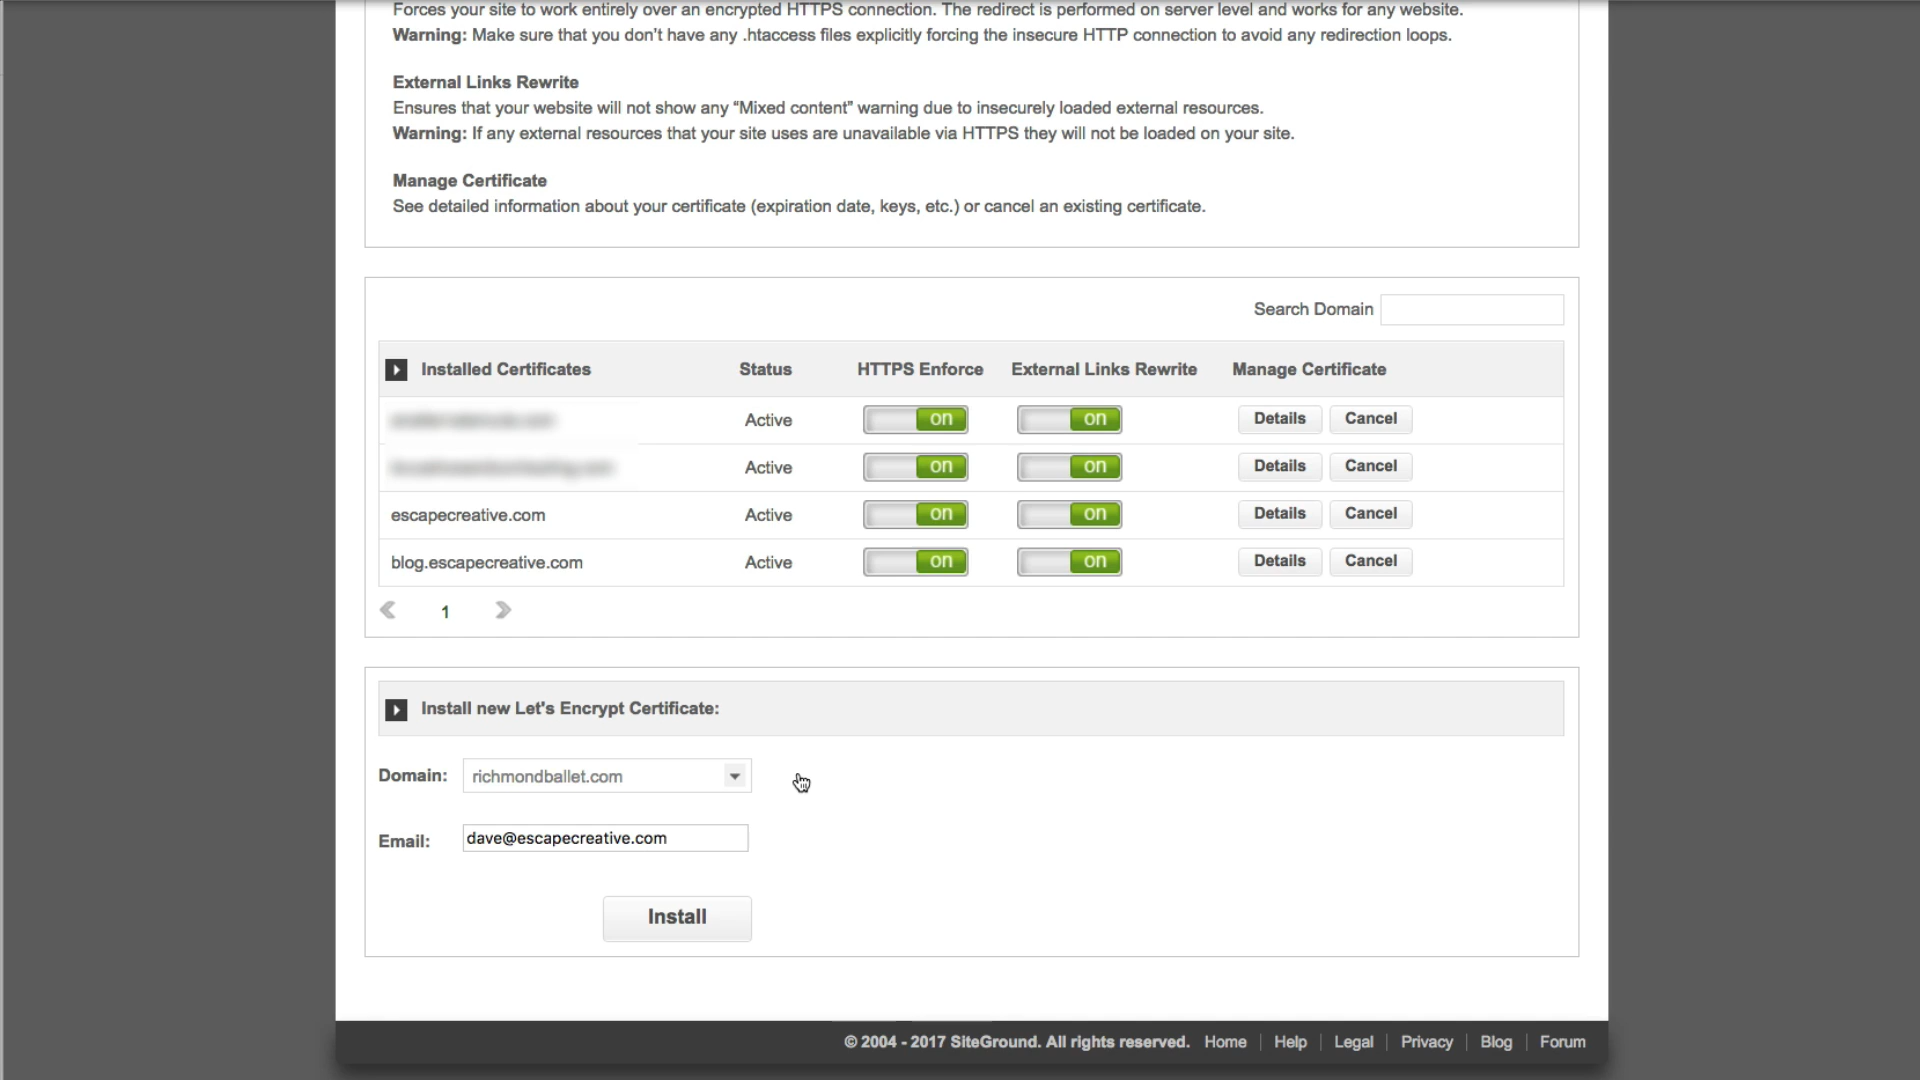 Forces your site to work entirely over an encrypted HTTPS connection. The redirect is performed on server level and works for any website.
Warning: Make sure that you don't have any .htaccess files explicitly forcing the insecure HTTP connection to avoid any redirection loops.
External Links Rewrite
Ensures that your website will not show any “Mixed content” warning due to insecurely loaded external resources.
Warning: If any external resources that your site uses are unavailable via HTTPS they will not be loaded on your site.
Manage Certificate
See detailed information about your certificate (expiration date, keys, etc.) or cancel an existing certificate.
Search Domain
Installed Certificates Status HTTPS Enforce External Links Rewrite Manage Certificate
Active ON ON Details Cancel
Active ON ON Details Cancel
escapecreative.com Active ON ON Details Cancel
blog.escapecreative.com Active ON ON Details Cancel
1
Install new Let's Encrypt Certificate:
Domain: richmondballet.com
Email: dave@escapecreative.com
Install
© 2004 - 2017 SiteGround. All rights reserved. Home | Help | Legal | Privacy | Blog | Forum